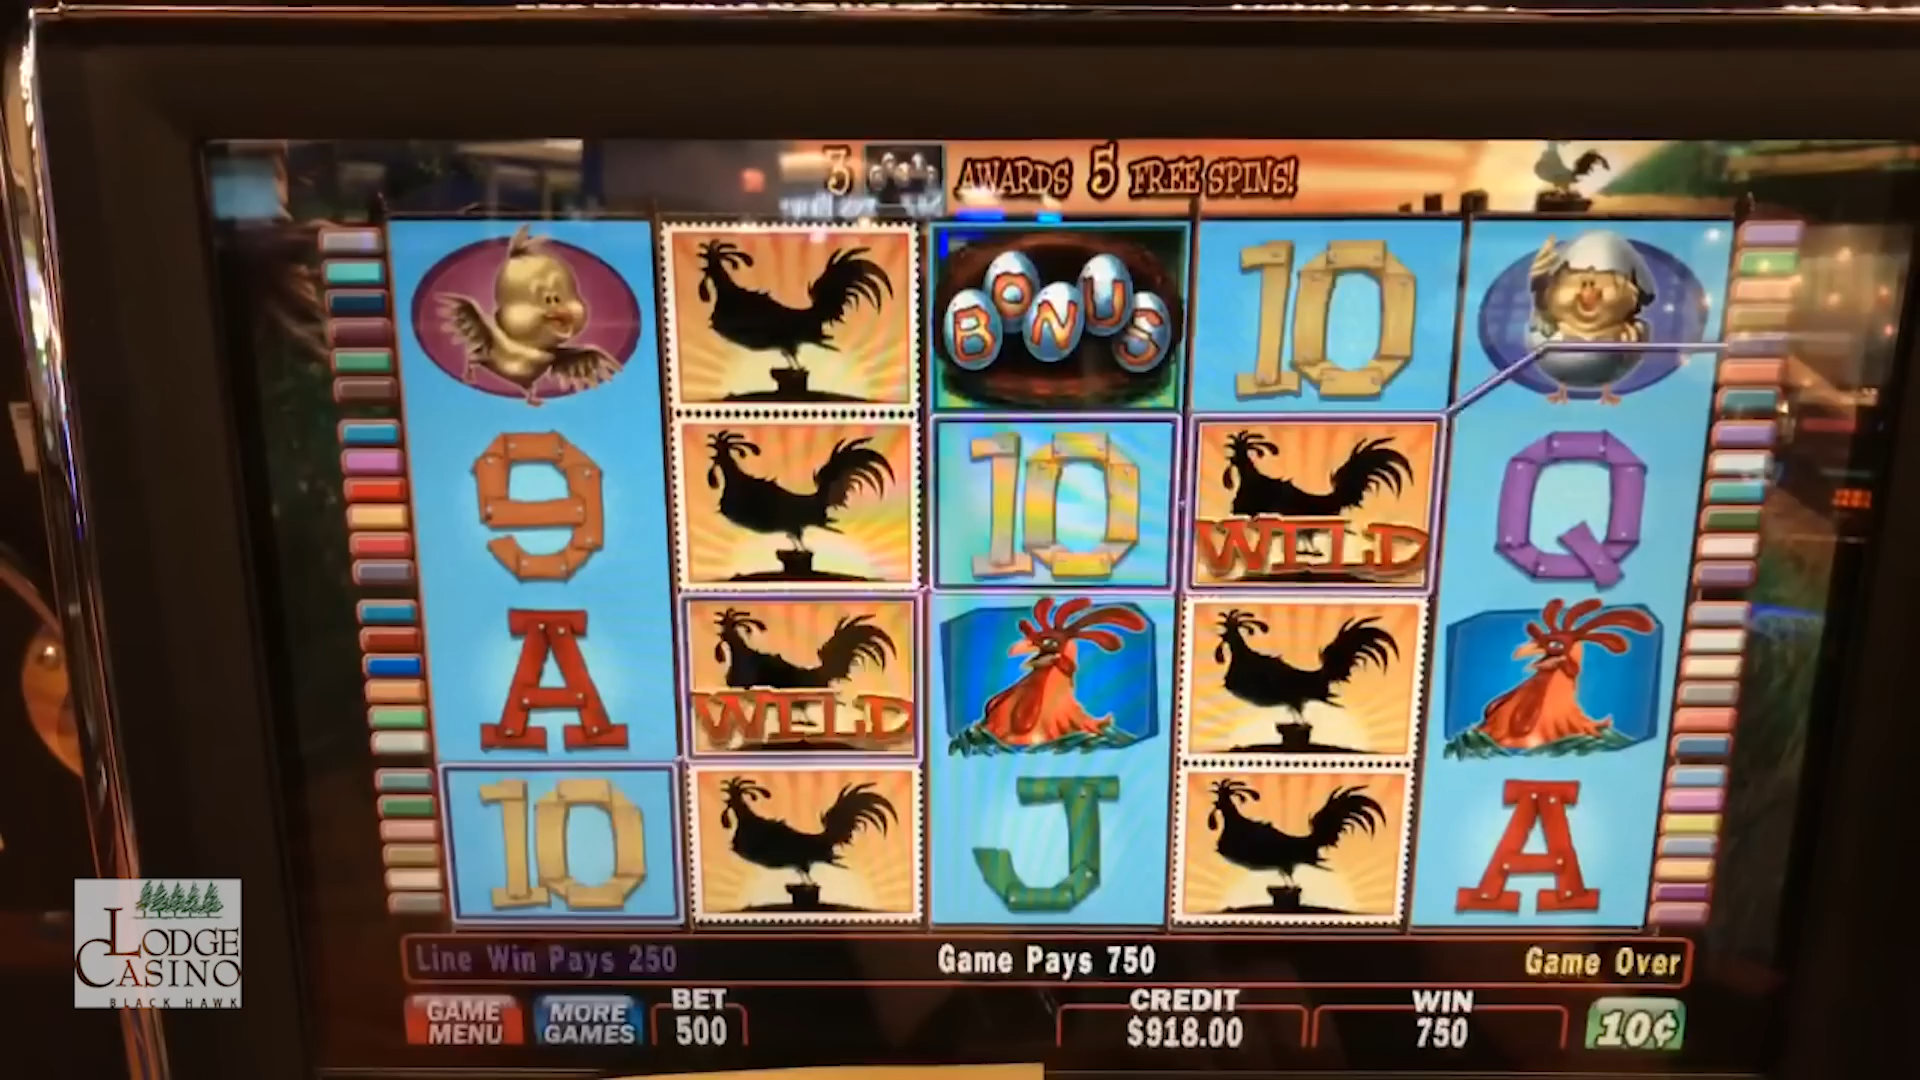 3 AWARDS 5 FREE SPINS!
BONUS
10
9
10
WILD
Q
A
WILD
10
J
A
Line Win Pays 250
Game Pays 750
Game Over
GAME MENU
MORE GAMES
BET
500
CREDIT
$918.00
WIN
750
10¢
LODGE
CASINO
BLACK HAWK